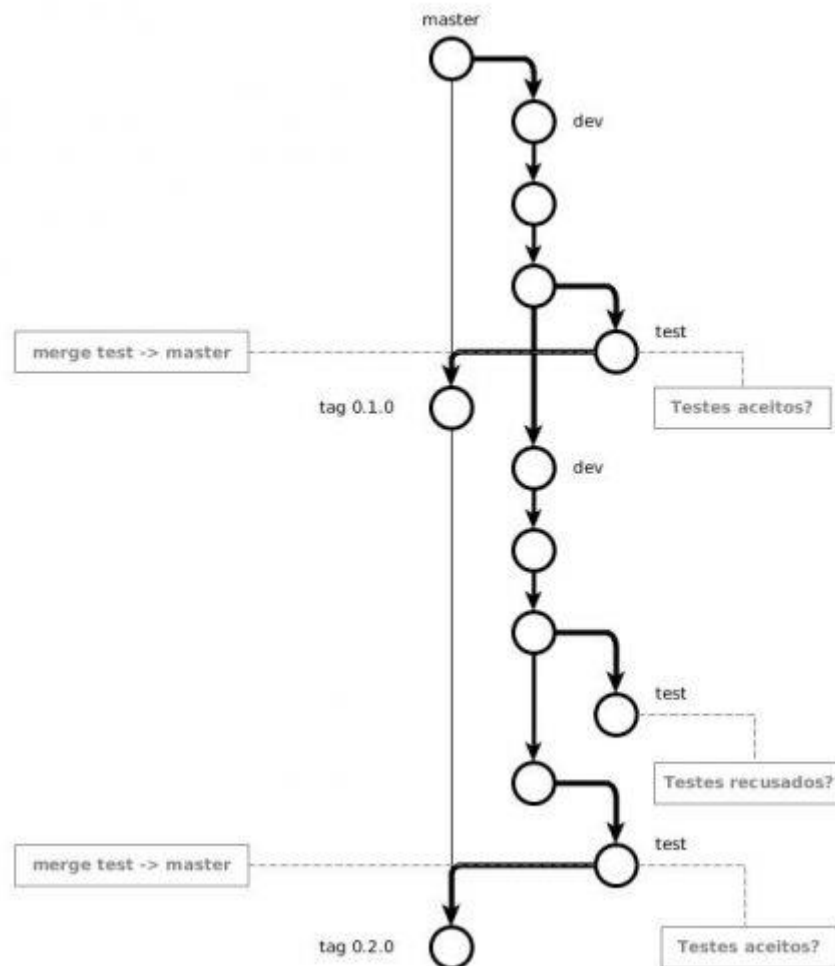 master
dev
test
merge test -> master
Testes aceitos?
tag 0.1.0
dev
test
Testes recusados?
test
merge test -> master
Testes aceitos?
tag 0.2.0